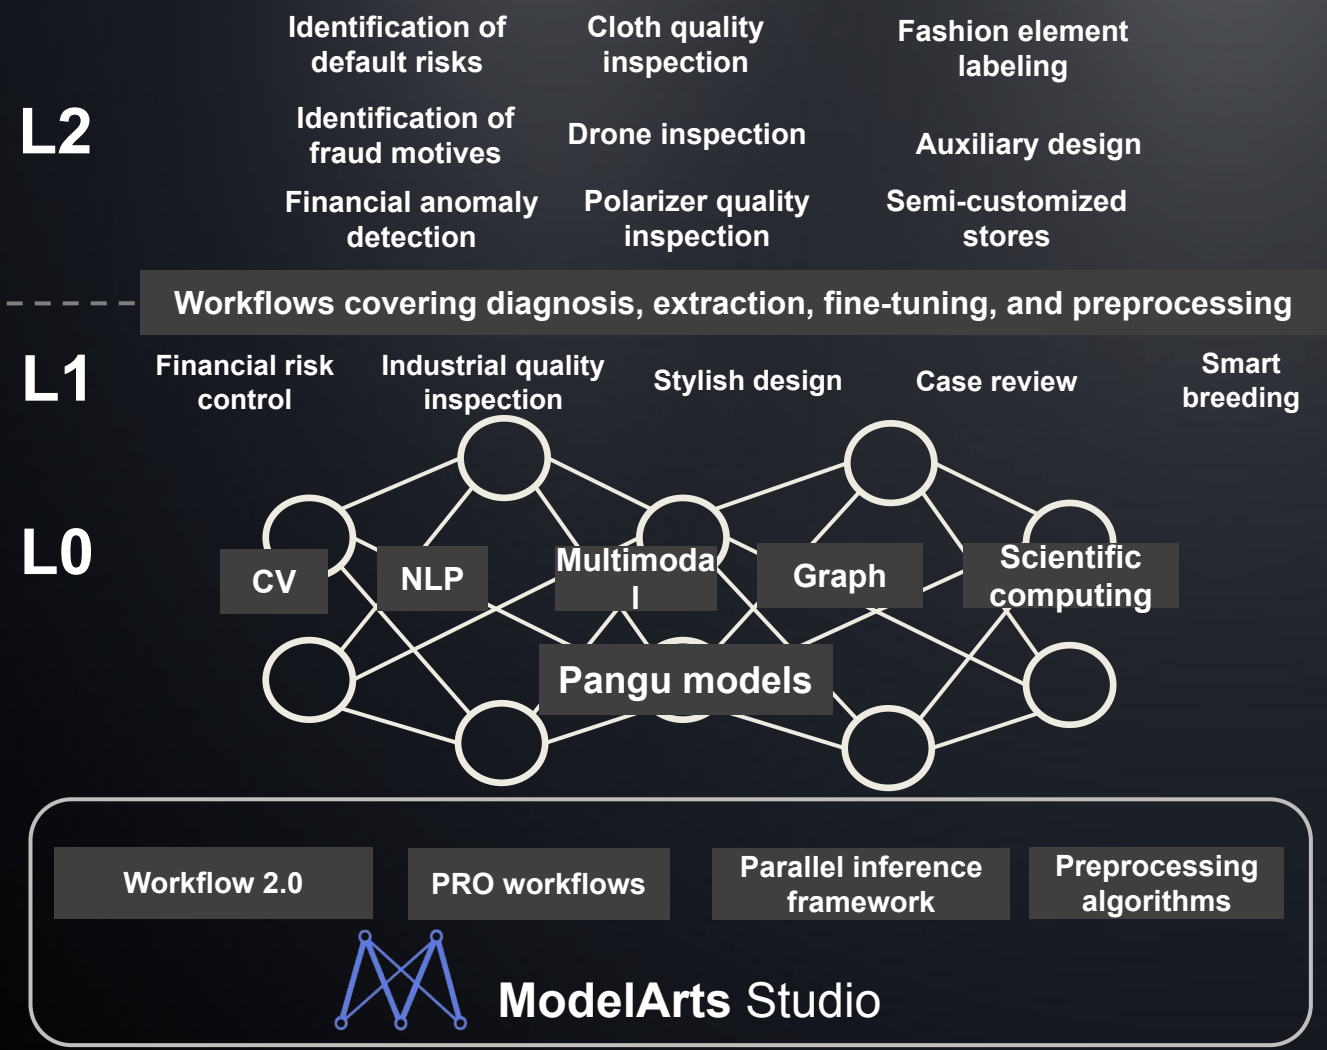 Identification of
default risks
Cloth quality
inspection
Fashion element
labeling
L2
Identification of
fraud motives
Drone inspection
Auxiliary design
Financial anomaly
detection
Polarizer quality
inspection
Semi-customized
stores
Workflows covering diagnosis, extraction, fine-tuning, and preprocessing
L1
Financial risk
control
Industrial quality
inspection
Stylish design
Case review
Smart
breeding
L0
CV
NLP
Multimoda
l
Graph
Scientific
computing
Pangu models
Workflow 2.0
PRO workflows
Parallel inference
framework
Preprocessing
algorithms
ModelArts Studio